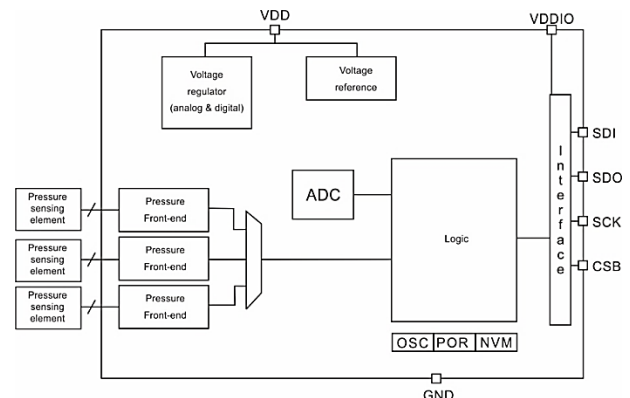 VDD
VDDIO
Voltage
regulator
(analog & digital)
Voltage
reference
Interface
SDI
SDO
SCK
CSB
ADC
Logic
Pressure
sensing
element
Pressure
Front-end
Pressure
sensing
element
Pressure
Front-end
Pressure
sensing
element
Pressure
Front-end
OSC
POR
NVM
GND